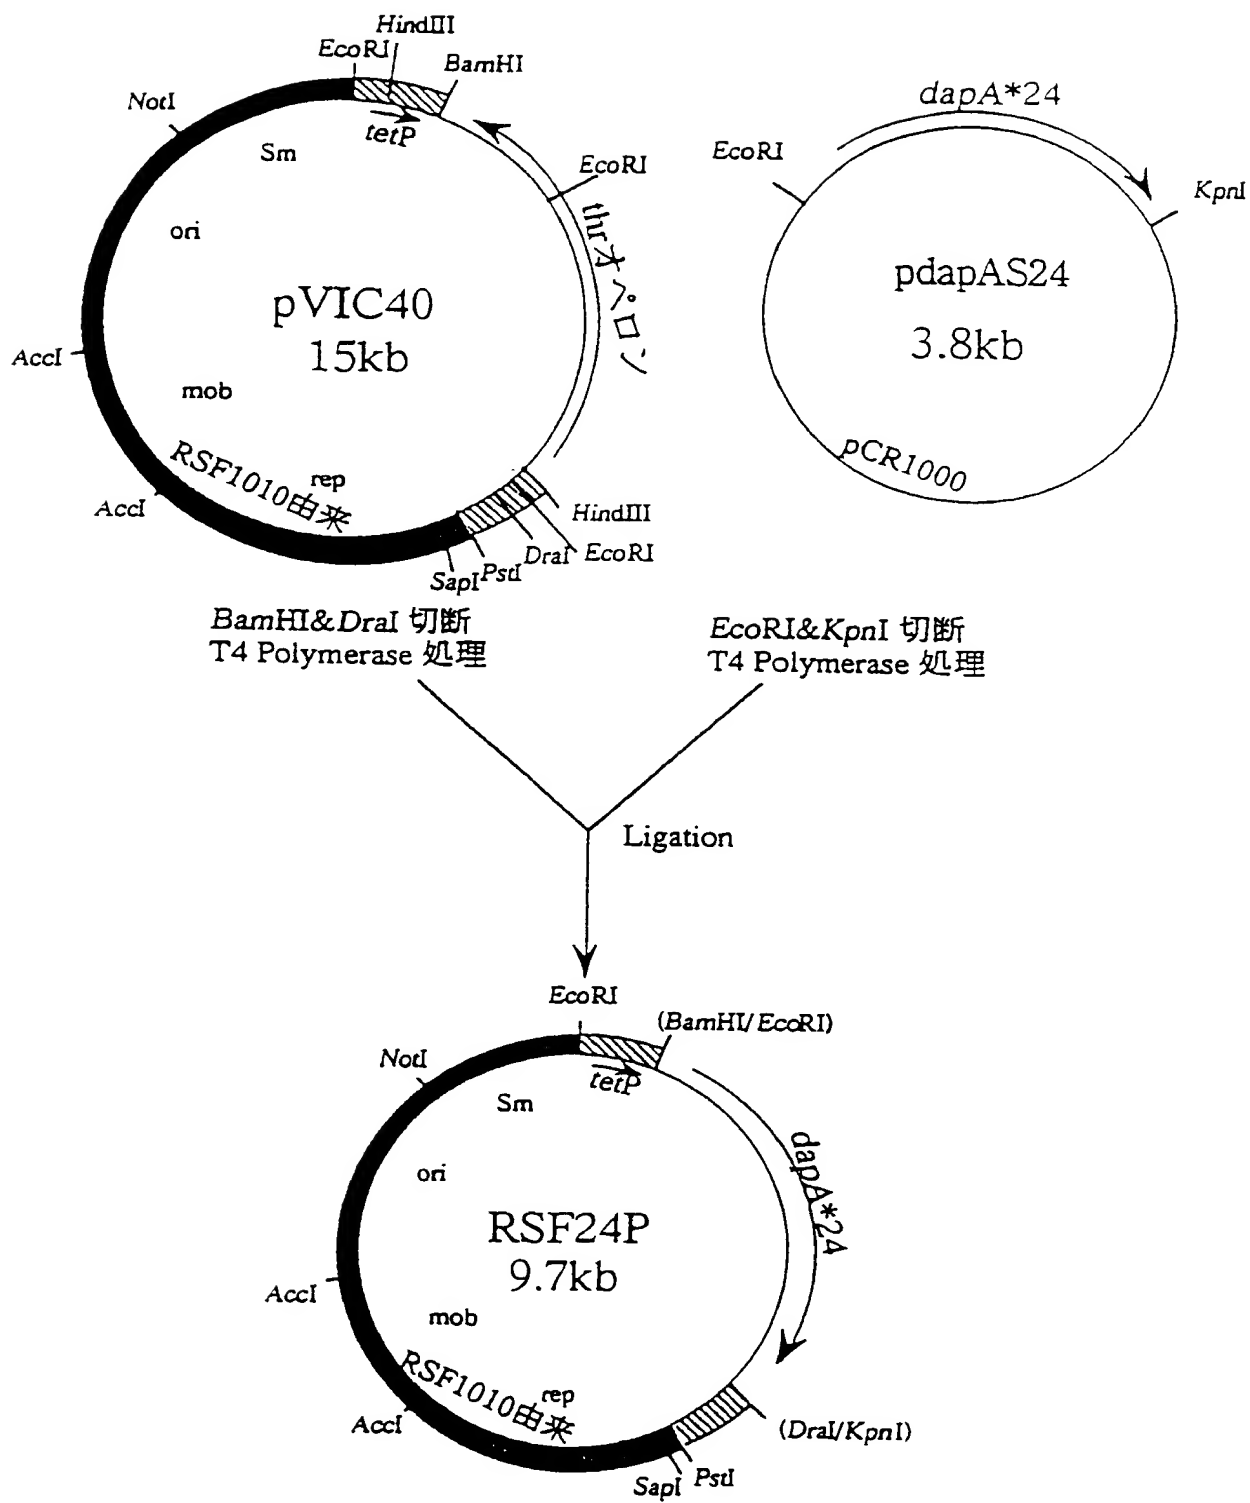 HindIII
EcoRI
BamHI
NotI
tetP
Sm
EcoRI
thrオペロン
ori
pVIC40
15kb
AccI
mob
RSF1010由来
rep
AccI
HindIII
EcoRI
DraI
PstI
SapI
dapA*24
EcoRI
KpnI
pdapAS24
3.8kb
pCR1000
BamHI&DraI 切断
T4 Polymerase 処理
EcoRI&KpnI 切断
T4 Polymerase 処理
Ligation
EcoRI
(BamHI/EcoRI)
NotI
tetP
Sm
dapA*24
ori
RSF24P
9.7kb
AccI
mob
RSF1010由来
rep
AccI
(DraI/KpnI)
SapI
PstI